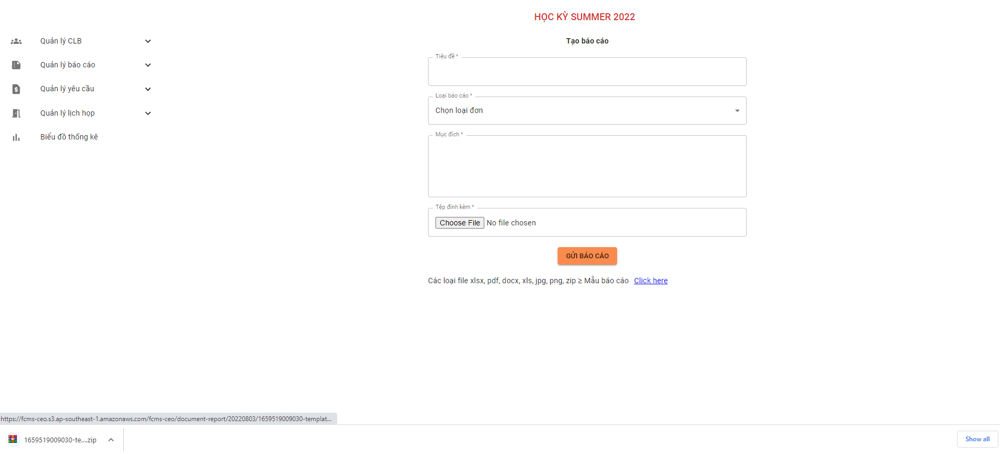 HỌC KỲ SUMMER 2022
Quản lý CLB
Quản lý báo cáo
Quản lý yêu cầu
Quản lý lịch họp
Biểu đồ thống kê
Tạo báo cáo
Tiêu đề *
Loại báo cáo *
Chọn loại đơn
Mục đích *
Tệp đính kèm *
Choose File No file chosen
GỬI BÁO CÁO
Các loại file xlsx, pdf, docx, xls, jpg, png, zip ≥ Mẫu báo cáo Click here
https://fcms-ceo.s3.ap-southeast-1.amazonaws.com/fcms-ceo/document-report/20220803/1659519009030-templat...
1659519009030-te....zip
Show all